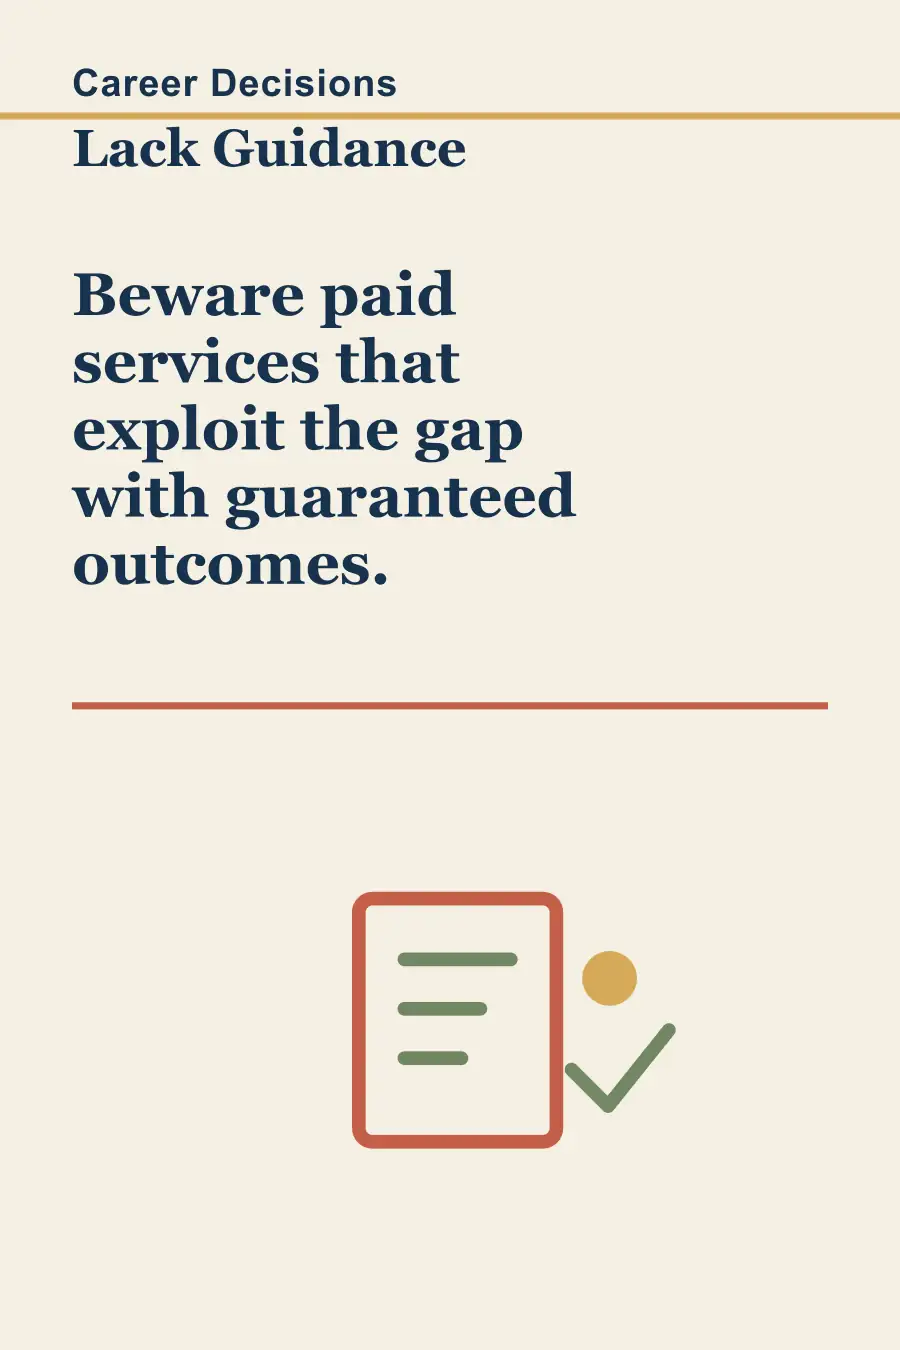 Career Decisions
Lack Guidance
Beware paid
services that
exploit the gap
with guaranteed
outcomes.